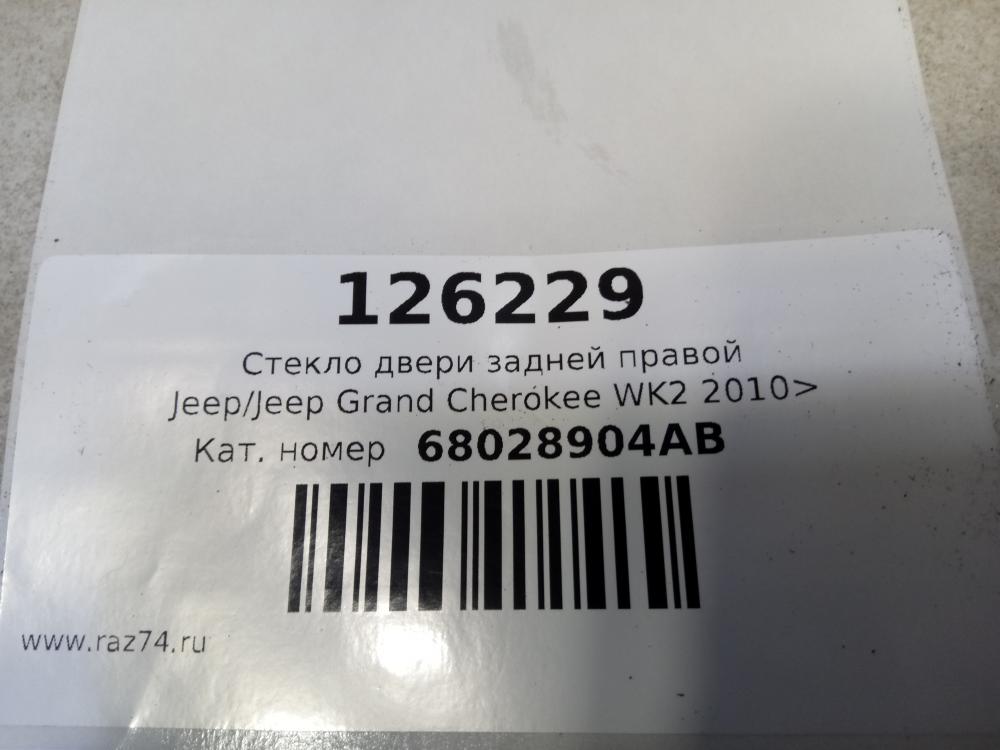 126229
Стекло двери задней правой
Jeep/Jeep Grand Cherokee WK2 2010>
Кат. номер 68028904AB
www.raz74.ru